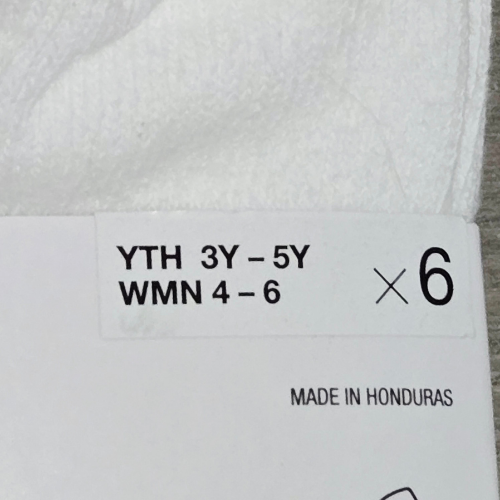 YTH 3Y – 5Y
WMN 4 – 6
×6
MADE IN HONDURAS